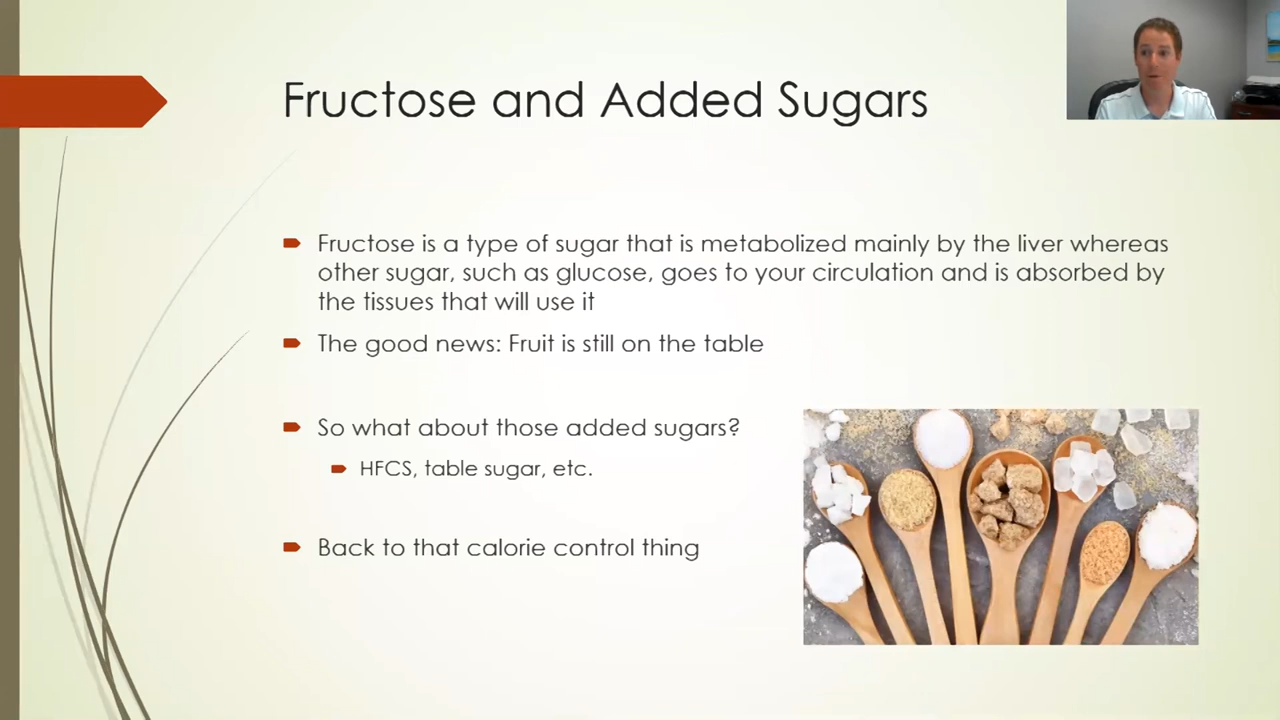 Fructose and Added Sugars
Fructose is a type of sugar that is metabolized mainly by the liver whereas
other sugar, such as glucose, goes to your circulation and is absorbed by
the tissues that will use it
The good news: Fruit is still on the table
So what about those added sugars?
HFCS, table sugar, etc.
Back to that calorie control thing